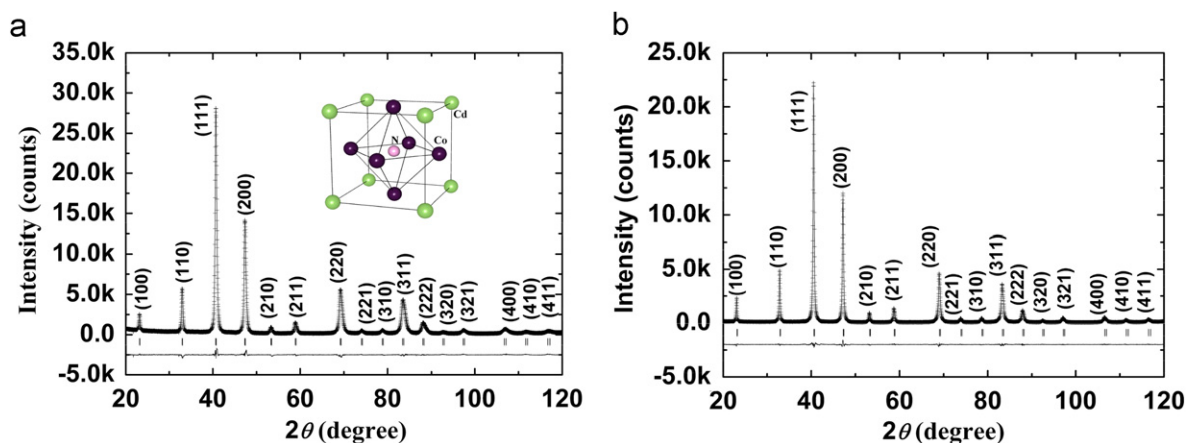 a
35.0k
30.0k
25.0k
20.0k
15.0k
10.0k
5.0k
0.0
-5.0k
Intensity (counts)
(100)
(110)
(111)
(200)
(210)
(211)
(220)
(221)
(310)
(311)
(222)
(320)
(321)
(400)
(410)
(411)
Cd
N
Co
20 40 60 80 100 120
2θ (degree)
b
25.0k
20.0k
15.0k
10.0k
5.0k
0.0
-5.0k
Intensity (counts)
(100)
(110)
(111)
(200)
(210)
(211)
(220)
(221)
(310)
(311)
(222)
(320)
(321)
(400)
(410)
(411)
20 40 60 80 100 120
2θ (degree)